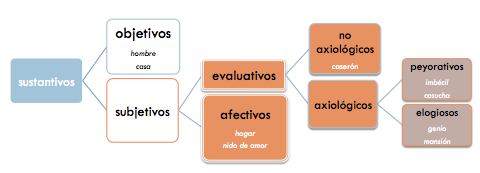 sustantivos
objetivos
hombre
casa
subjetivos
evaluativos
afectivos
hogar
nido de amor
no
axiológicos
caserón
axiológicos
peyorativos
imbécil
casucha
elogiosos
genio
mansión